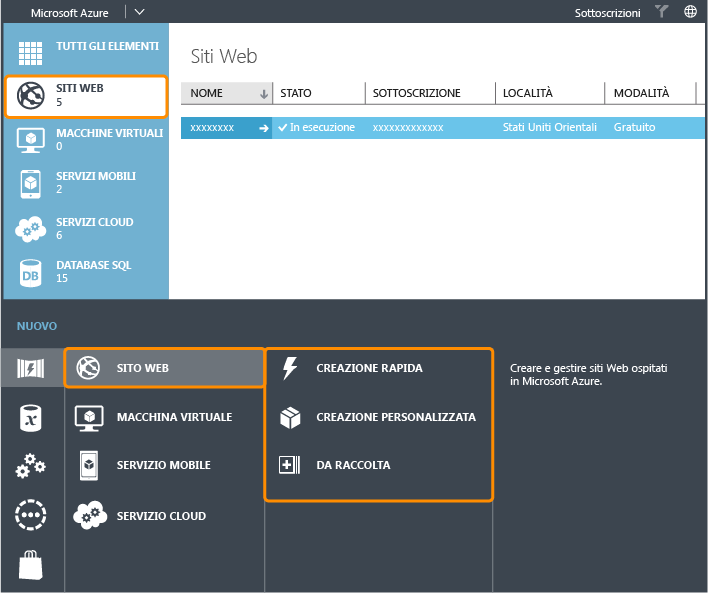 Microsoft Azure
Sottoscrizioni
TUTTI GLI ELEMENTI
SITI WEB
5
MACCHINE VIRTUALI
0
SERVIZI MOBILI
2
SERVIZI CLOUD
6
DATABASE SQL
15
DB
Siti Web
NOME STATO SOTTOSCRIZIONE LOCALITÀ MODALITÀ
xxxxxxxx In esecuzione xxxxxxxxxxxxx Stati Uniti Orientali Gratuito
NUOVO
SITO WEB
MACCHINA VIRTUALE
SERVIZIO MOBILE
SERVIZIO CLOUD
x
CREAZIONE RAPIDA
CREAZIONE PERSONALIZZATA
DA RACCOLTA
Creare e gestire siti Web ospitati
in Microsoft Azure.